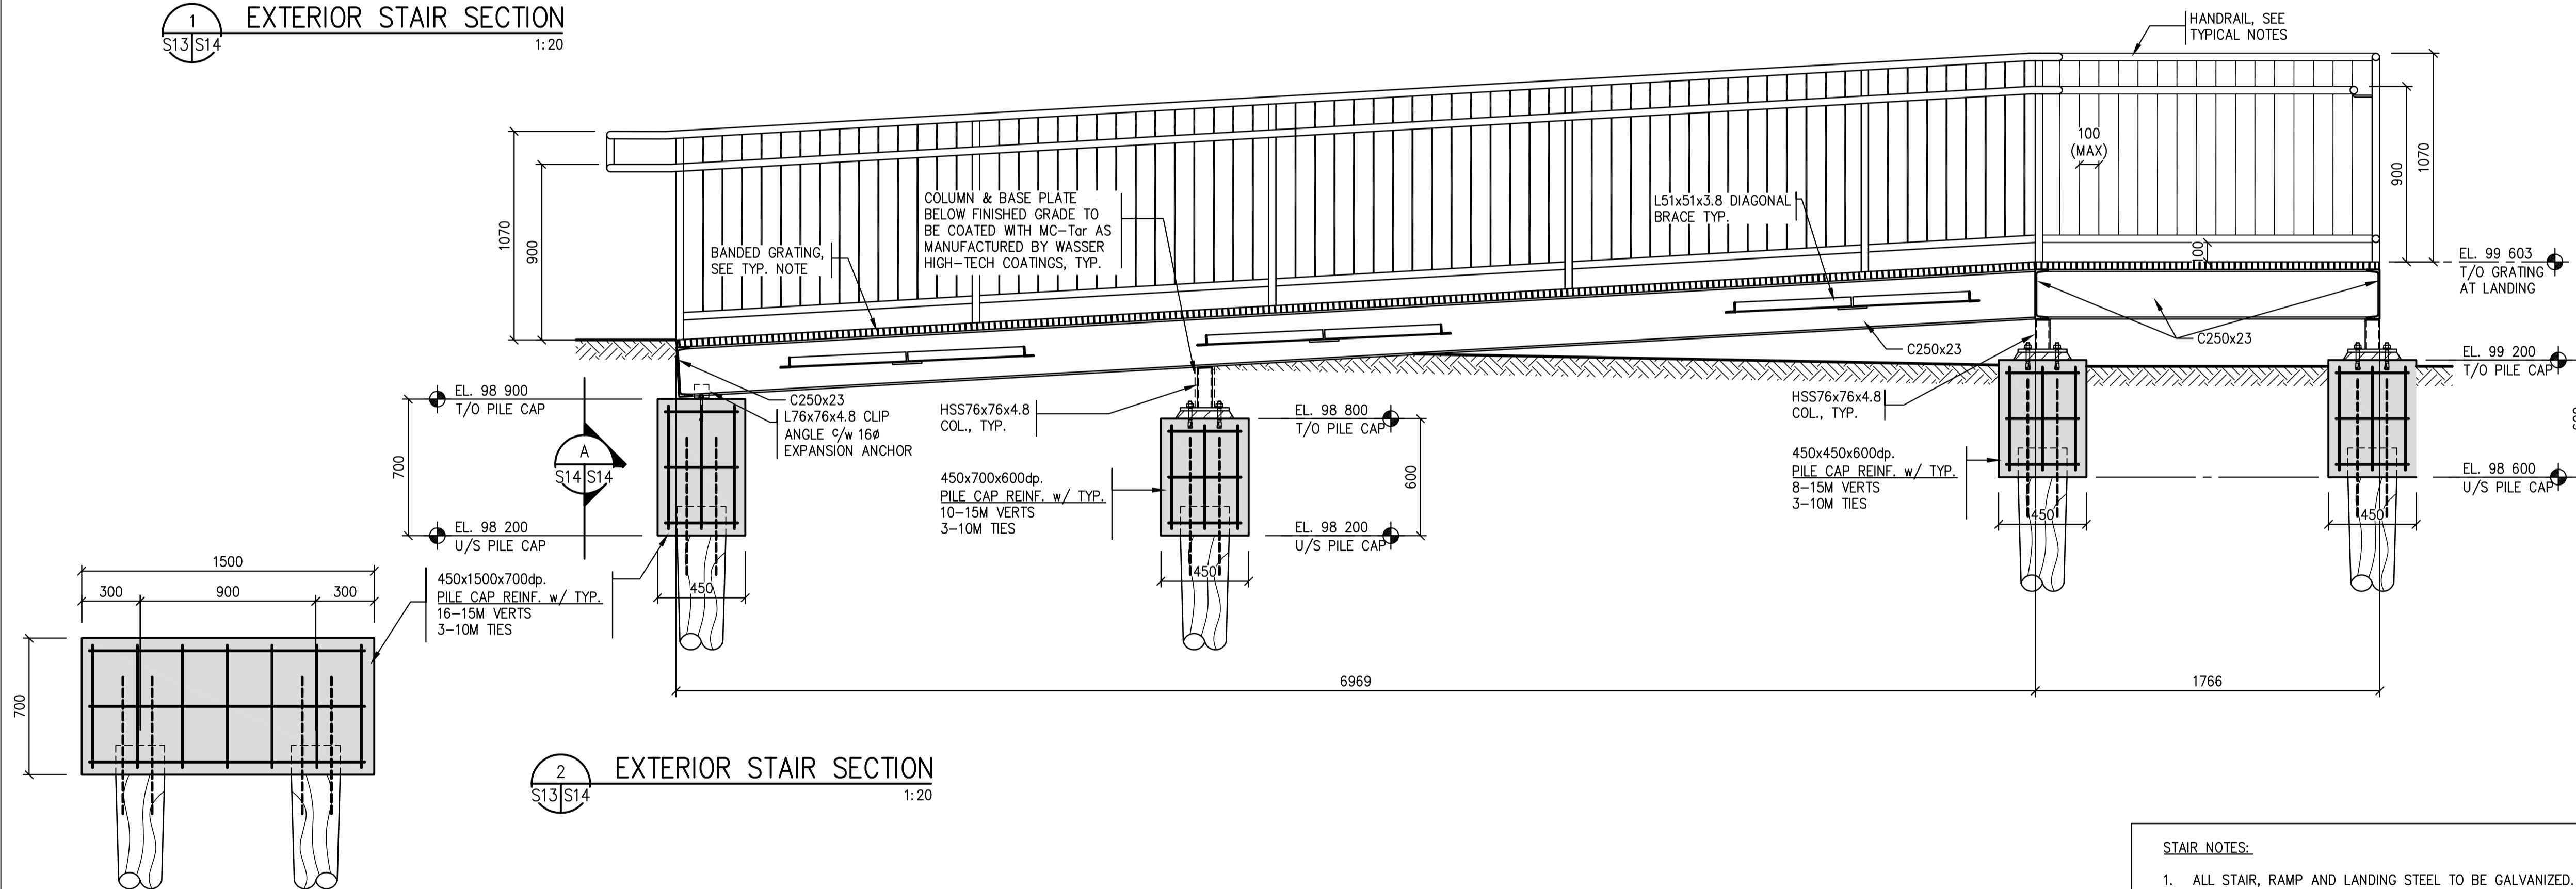 1
S13 S14
EXTERIOR STAIR SECTION
1:20
HANDRAIL, SEE
TYPICAL NOTES
100
(MAX)
900
1070
1070
900
BANDED GRATING,
SEE TYP. NOTE
COLUMN & BASE PLATE
BELOW FINISHED GRADE TO
BE COATED WITH MC-Tar AS
MANUFACTURED BY WASSER
HIGH-TECH COATINGS, TYP.
L51x51x3.8 DIAGONAL
BRACE TYP.
100
EL. 99 603
T/O GRATING
AT LANDING
C250x23
C250x23
EL. 99 200
T/O PILE CAP
EL. 98 900
T/O PILE CAP
C250x23
L76x76x4.8 CLIP
ANGLE c/w 16ø
EXPANSION ANCHOR
HSS76x76x4.8
COL., TYP.
EL. 98 800
T/O PILE CAP
HSS76x76x4.8
COL., TYP.
600
700
A
S14 S14
450x700x600dp.
PILE CAP REINF. w/ TYP.
10-15M VERTS
3-10M TIES
600
450x450x600dp.
PILE CAP REINF. w/ TYP.
8-15M VERTS
3-10M TIES
EL. 98 600
U/S PILE CAP
EL. 98 200
U/S PILE CAP
EL. 98 200
U/S PILE CAP
450
450
450
450
1500
300
900
300
450x1500x700dp.
PILE CAP REINF. w/ TYP.
16-15M VERTS
3-10M TIES
700
6969
1766
2
S13 S14
EXTERIOR STAIR SECTION
1:20
STAIR NOTES:
1. ALL STAIR, RAMP AND LANDING STEEL TO BE GALVANIZED.